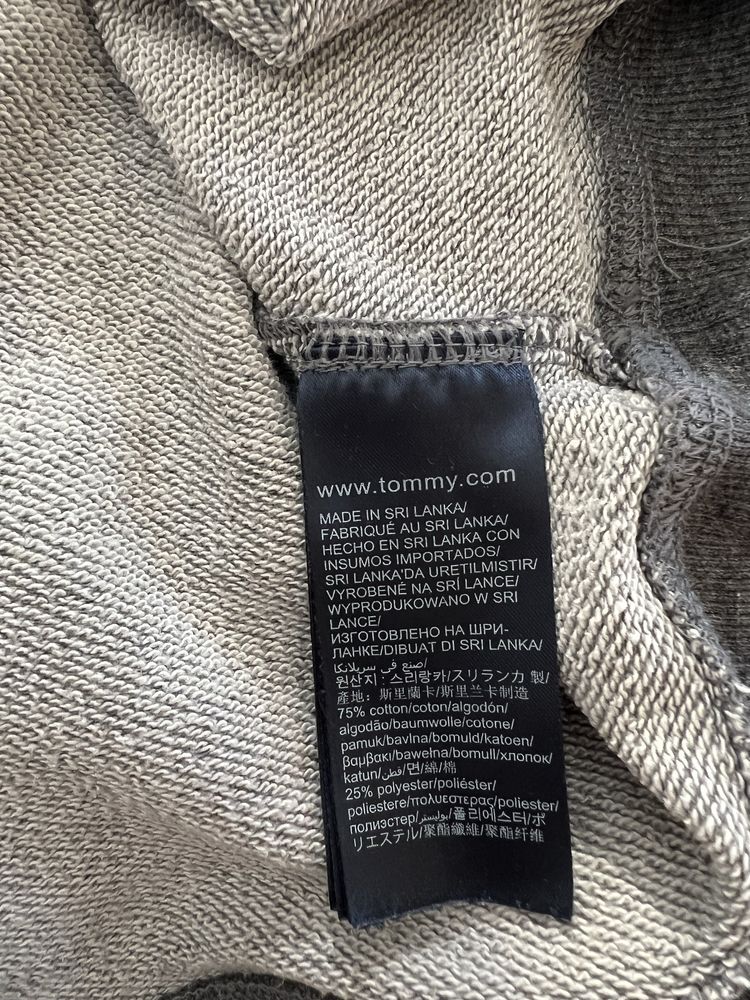 www.tommy.com
MADE IN SRI LANKA/
FABRIQUÉ AU SRI LANKA/
HECHO EN SRI LANKA CON
INSUMOS IMPORTADOS/
SRI LANKA'DA URETILMISTIR/
VYROBENÉ NA SRÍ LANCE/
WYPRODUKOWANO W SRI
LANCE/
ИЗГОТОВЛЕНО НА ШРИ-
ЛАНКЕ/DIBUAT DI SRI LANKA/
صنع في سريلانكا/
원산지 : 스리랑카/スリランカ 製/
產地: 斯里蘭卡/斯里兰卡制造
75% cotton/coton/algodón/
algodão/baumwolle/cotone/
pamuk/bavlna/bomuld/katoen/
βαμβακι/bawełna/bomull/хлопок/
katun/قطن/면/綿/棉
25% polyester/poliéster/
poliestere/πολυεστερας/poliester/
полиэстер/بوليستر/폴리에스터/ポ
リエステル/聚酯纖維/聚酯纤维